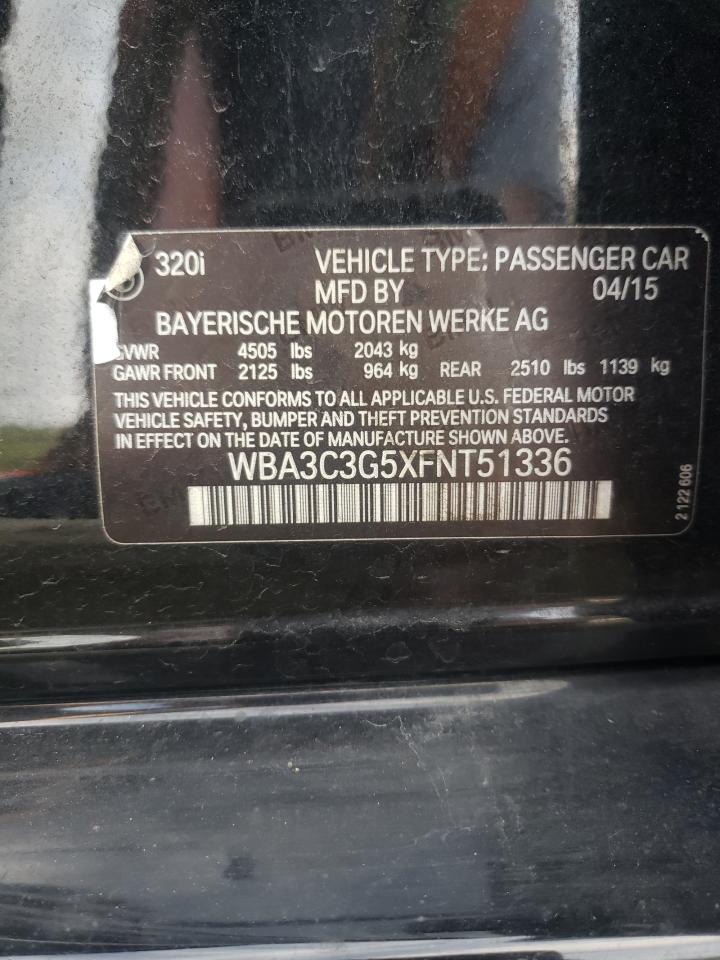 320i VEHICLE TYPE: PASSENGER CAR
MFD BY 04/15
BAYERISCHE MOTOREN WERKE AG
GVWR 4505 lbs 2043 kg
GAWR FRONT 2125 lbs 964 kg REAR 2510 lbs 1139 kg
THIS VEHICLE CONFORMS TO ALL APPLICABLE U.S. FEDERAL MOTOR
VEHICLE SAFETY, BUMPER AND THEFT PREVENTION STANDARDS
IN EFFECT ON THE DATE OF MANUFACTURE SHOWN ABOVE.
WBA3C3G5XFNT51336
2 122 606